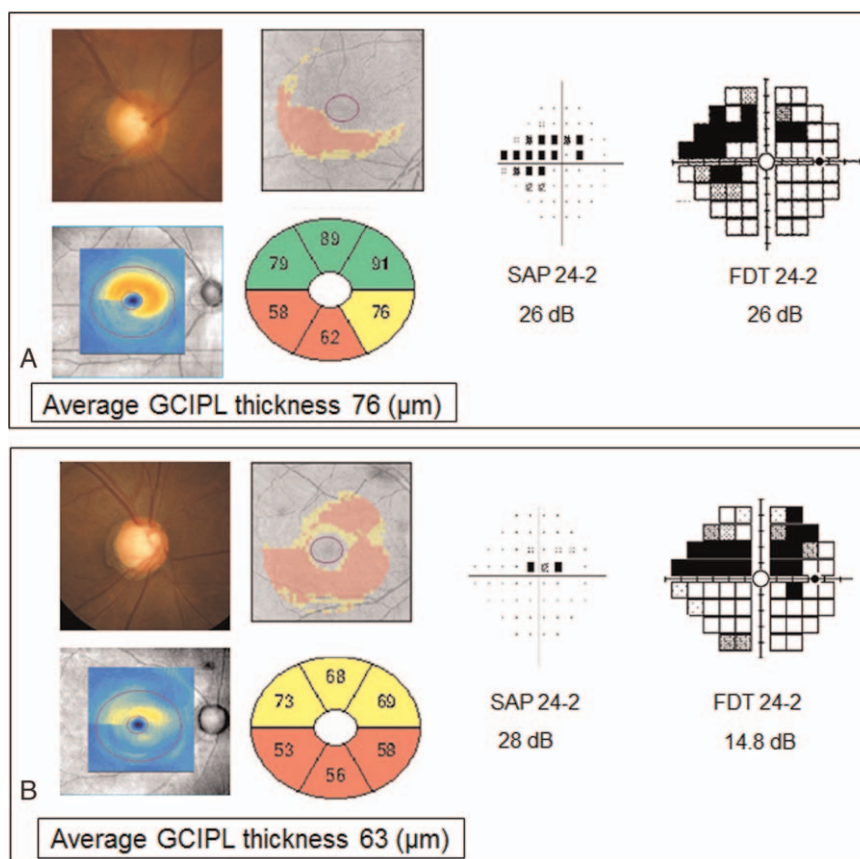 89
79
91
58
76
62
SAP 24-2
FDT 24-2
26 dB
26 dB
A
Average GCIPL thickness 76 (µm)
68
73
69
53
58
56
SAP 24-2
FDT 24-2
28 dB
14.8 dB
B
Average GCIPL thickness 63 (µm)